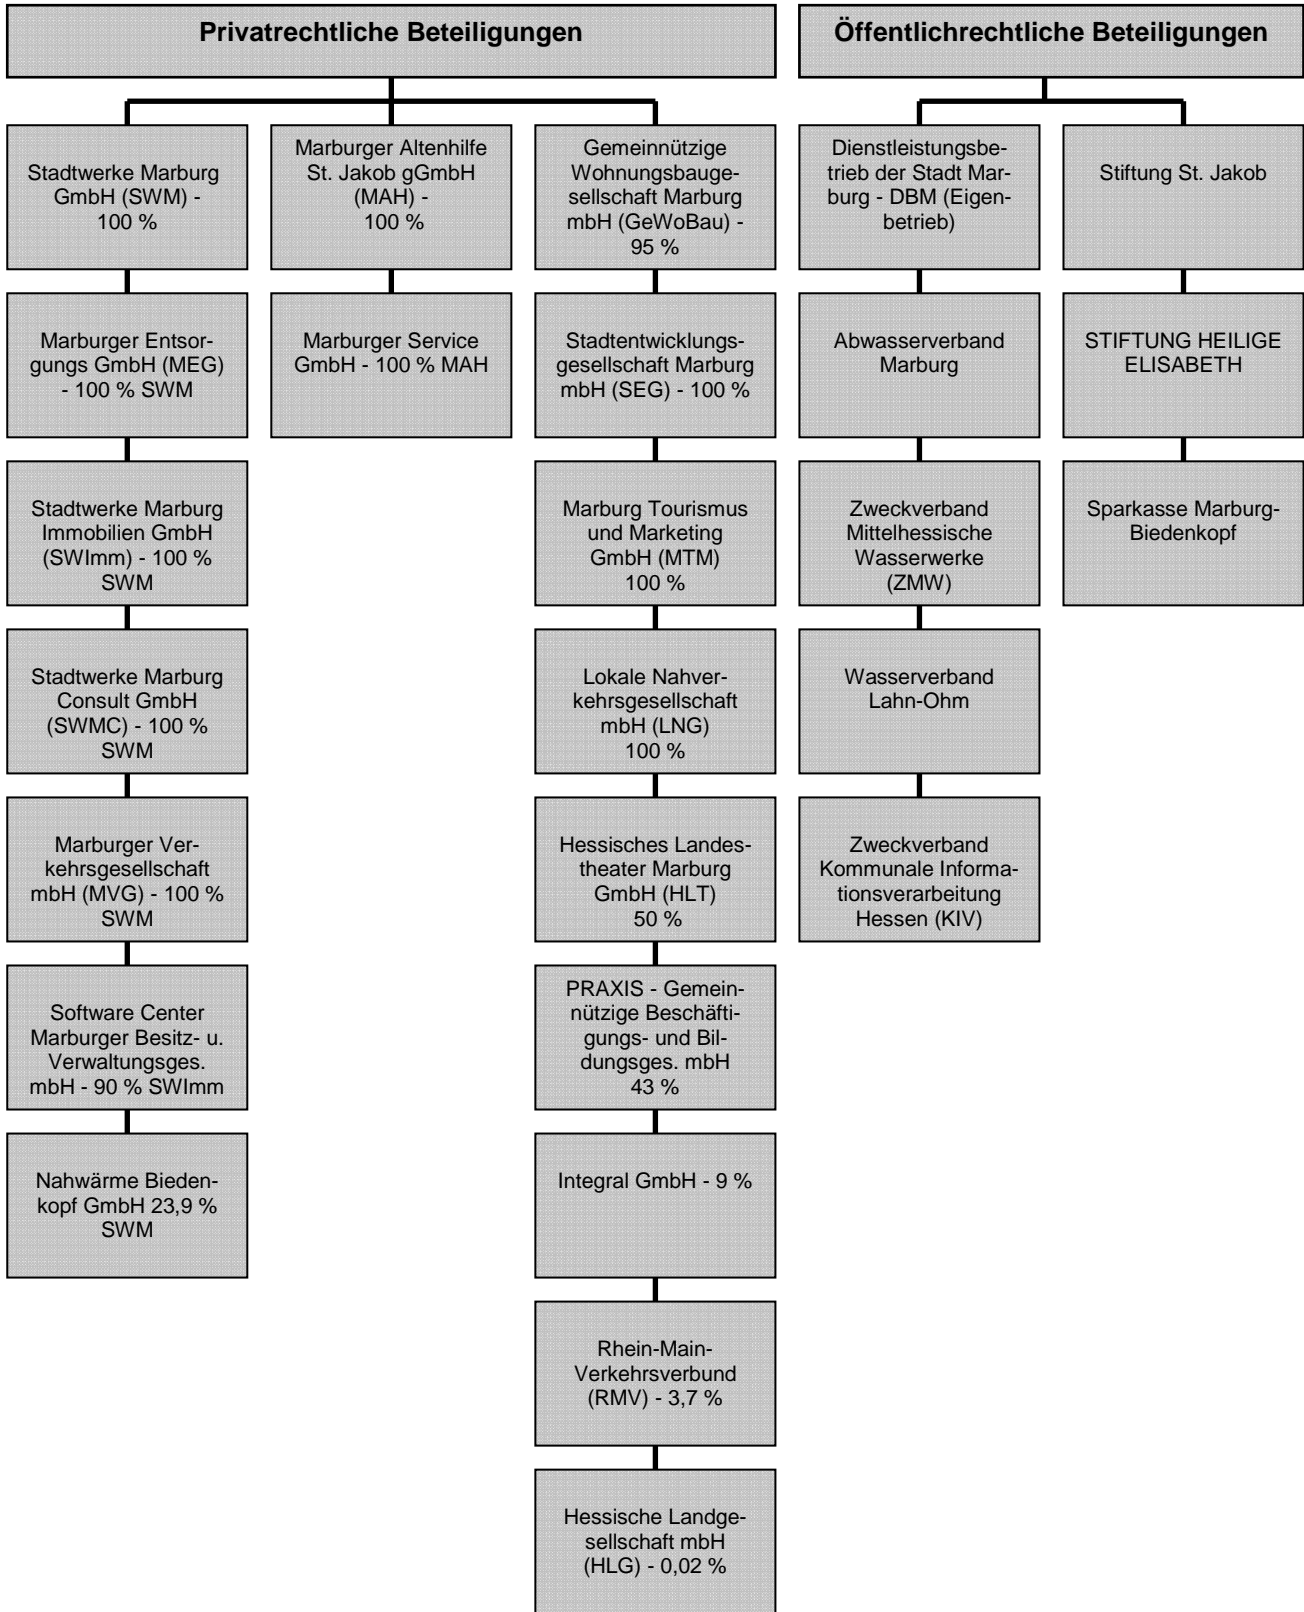 Privatrechtliche Beteiligungen
Öffentlichrechtliche Beteiligungen
Stadtwerke Marburg
GmbH (SWM) -
100 %
Marburger Altenhilfe
St. Jakob gGmbH
(MAH) -
100 %
Gemeinnützige
Wohnungsbauge-
sellschaft Marburg
mbH (GeWoBau) -
95 %
Dienstleistungsbe-
trieb der Stadt Mar-
burg - DBM (Eigen-
betrieb)
Stiftung St. Jakob
Marburger Entsor-
gungs GmbH (MEG)
- 100 % SWM
Marburger Service
GmbH - 100 % MAH
Stadtentwicklungs-
gesellschaft Marburg
mbH (SEG) - 100 %
Abwasserverband
Marburg
STIFTUNG HEILIGE
ELISABETH
Stadtwerke Marburg
Immobilien GmbH
(SWImm) - 100 %
SWM
Marburg Tourismus
und Marketing
GmbH (MTM)
100 %
Zweckverband
Mittelhessische
Wasserwerke
(ZMW)
Sparkasse Marburg-
Biedenkopf
Stadtwerke Marburg
Consult GmbH
(SWMC) - 100 %
SWM
Lokale Nahver-
kehrsgesellschaft
mbH (LNG)
100 %
Wasserverband
Lahn-Ohm
Marburger Ver-
kehrsgesellschaft
mbH (MVG) - 100 %
SWM
Hessisches Landes-
theater Marburg
GmbH (HLT)
50 %
Zweckverband
Kommunale Informa-
tionsverarbeitung
Hessen (KIV)
Software Center
Marburger Besitz- u.
Verwaltungsges.
mbH - 90 % SWImm
PRAXIS - Gemein-
nützige Beschäfti-
gungs- und Bil-
dungsges. mbH
43 %
Nahwärme Bieden-
kopf GmbH 23,9 %
SWM
Integral GmbH - 9 %
Rhein-Main-
Verkehrsverbund
(RMV) - 3,7 %
Hessische Landge-
sellschaft mbH
(HLG) - 0,02 %